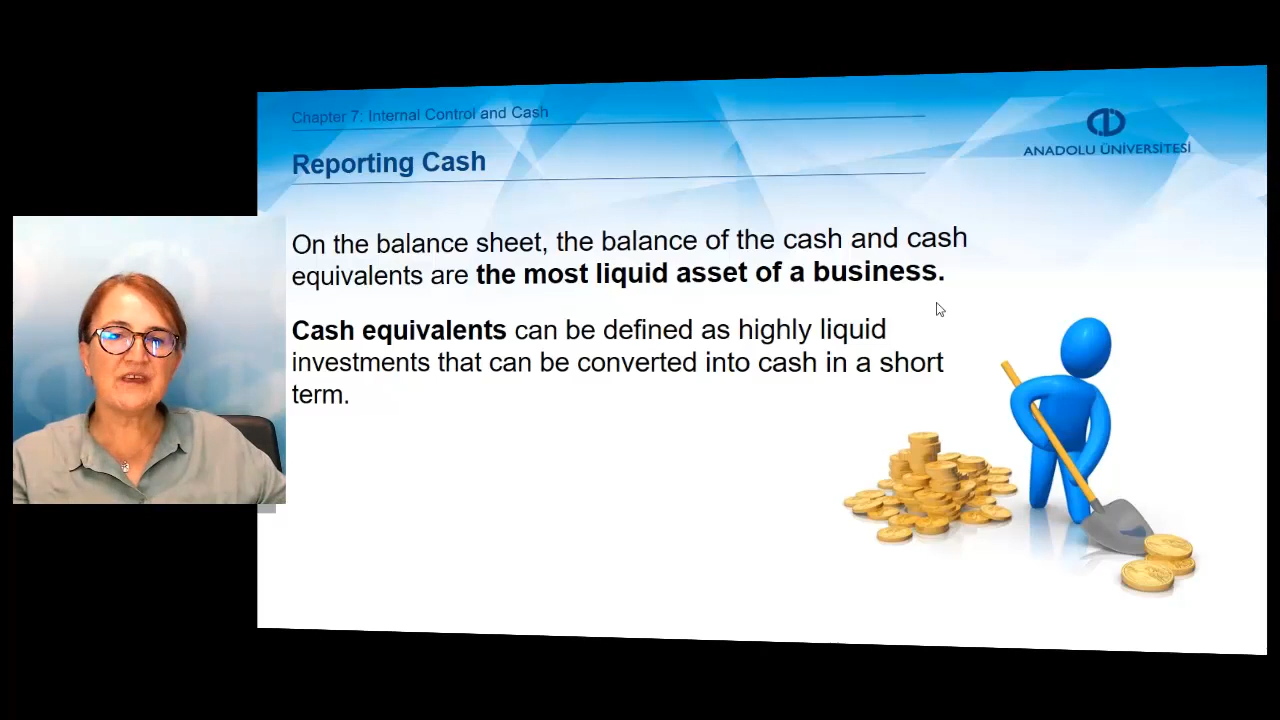 Chapter 7: Internal Control and Cash
ANADOLU ÜNİVERSİTESİ
Reporting Cash
On the balance sheet, the balance of the cash and cash
equivalents are the most liquid asset of a business.
Cash equivalents can be defined as highly liquid
investments that can be converted into cash in a short
term.